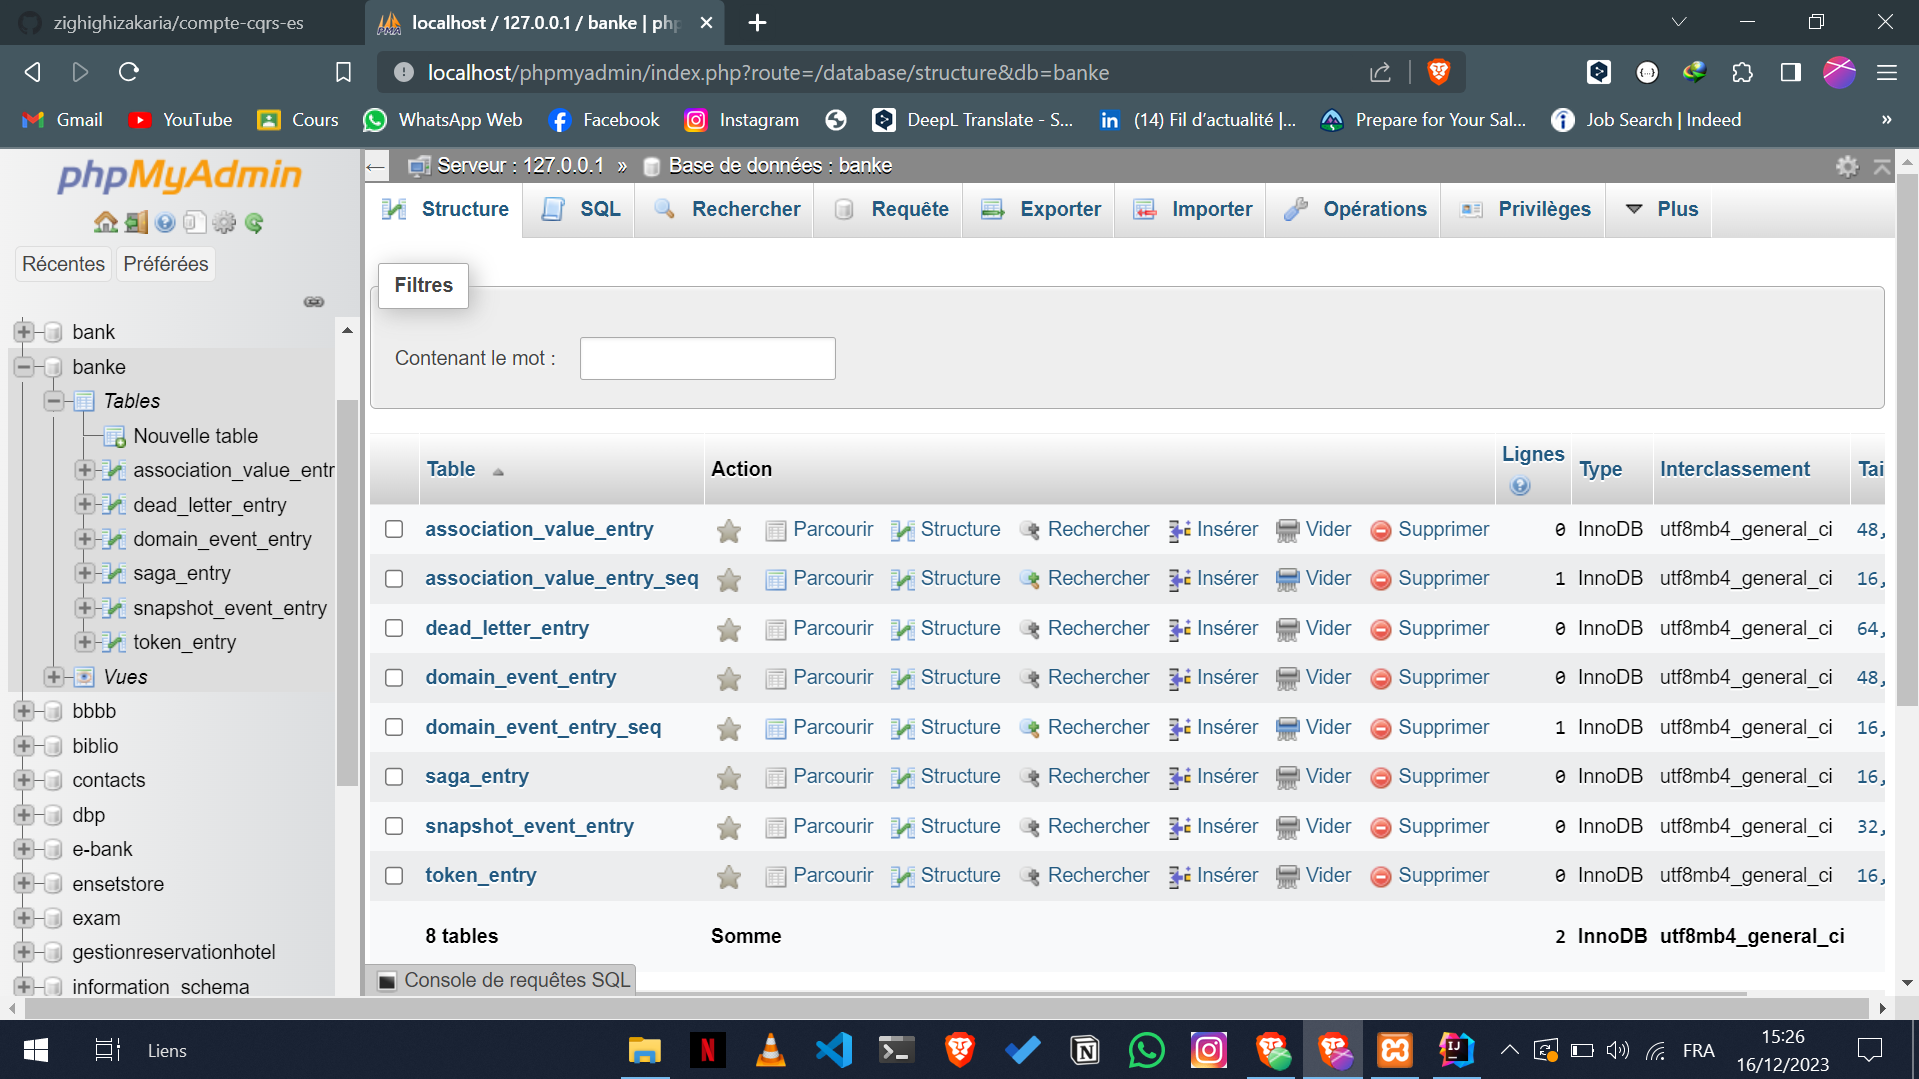 zighighizakaria/compte-cqrs-es
localhost / 127.0.0.1 / banke | php
localhost/phpmyadmin/index.php?route=/database/structure&db=banke
Gmail YouTube Cours WhatsApp Web Facebook Instagram DeepL Translate - S... (14) Fil d'actualité |... Prepare for Your Sal... Job Search | Indeed »
phpMyAdmin
Récentes Préférées
bank
banke
Tables
Nouvelle table
association_value_entr
dead_letter_entry
domain_event_entry
saga_entry
snapshot_event_entry
token_entry
Vues
bbbb
biblio
contacts
dbp
e-bank
ensetstore
exam
gestionreservationhotel
information_schema
Serveur : 127.0.0.1 » Base de données : banke
Structure SQL Rechercher Requête Exporter Importer Opérations Privilèges Plus
Filtres
Contenant le mot :
Table Action Lignes Type Interclassement Tai
association_value_entry Parcourir Structure Rechercher Insérer Vider Supprimer 0 InnoDB utf8mb4_general_ci 48,
association_value_entry_seq Parcourir Structure Rechercher Insérer Vider Supprimer 1 InnoDB utf8mb4_general_ci 16,
dead_letter_entry Parcourir Structure Rechercher Insérer Vider Supprimer 0 InnoDB utf8mb4_general_ci 64,
domain_event_entry Parcourir Structure Rechercher Insérer Vider Supprimer 0 InnoDB utf8mb4_general_ci 48,
domain_event_entry_seq Parcourir Structure Rechercher Insérer Vider Supprimer 1 InnoDB utf8mb4_general_ci 16,
saga_entry Parcourir Structure Rechercher Insérer Vider Supprimer 0 InnoDB utf8mb4_general_ci 16,
snapshot_event_entry Parcourir Structure Rechercher Insérer Vider Supprimer 0 InnoDB utf8mb4_general_ci 32,
token_entry Parcourir Structure Rechercher Insérer Vider Supprimer 0 InnoDB utf8mb4_general_ci 16,
8 tables Somme 2 InnoDB utf8mb4_general_ci
Console de requêtes SQL
Liens
FRA
15:26
16/12/2023